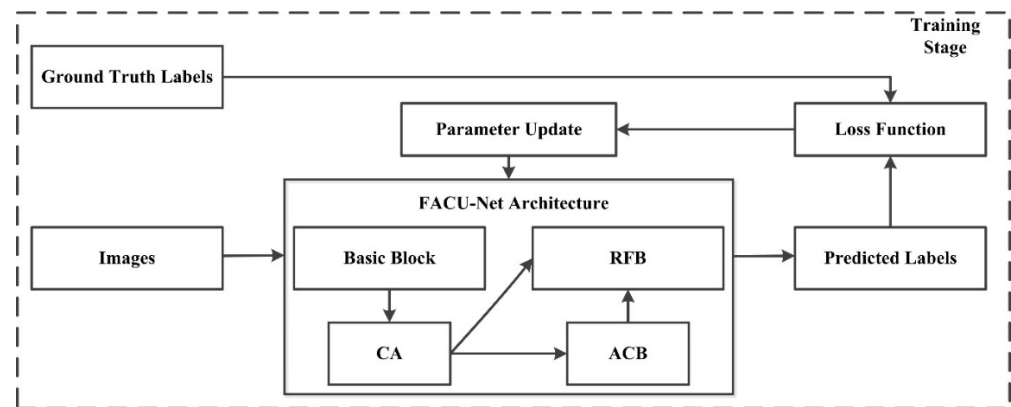 Training
Stage
Ground Truth Labels
Parameter Update
Loss Function
FACU-Net Architecture
Images
Basic Block
RFB
Predicted Labels
CA
ACB